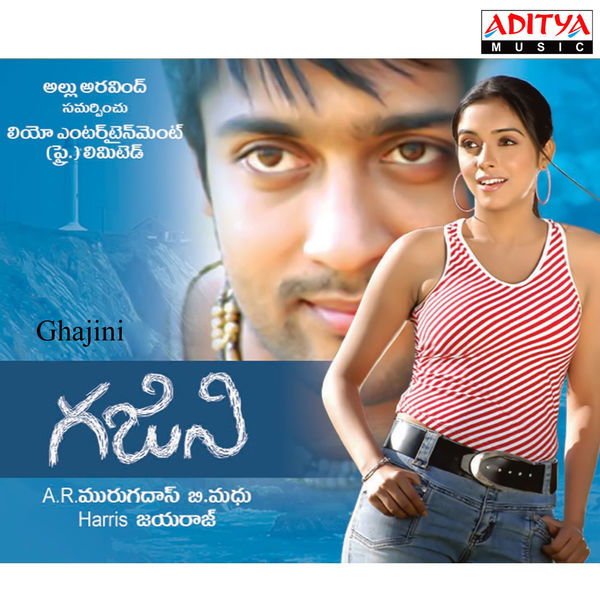 ADITYA
MUSIC
అల్లు అరవింద్
సమర్పించు
లియో ఎంటర్‌టైన్‌మెంట్
(ప్రై.) లిమిటెడ్
Ghajini
గజిని
A.R.మురుగదాస్ బి.మధు
Harris జయరాజ్